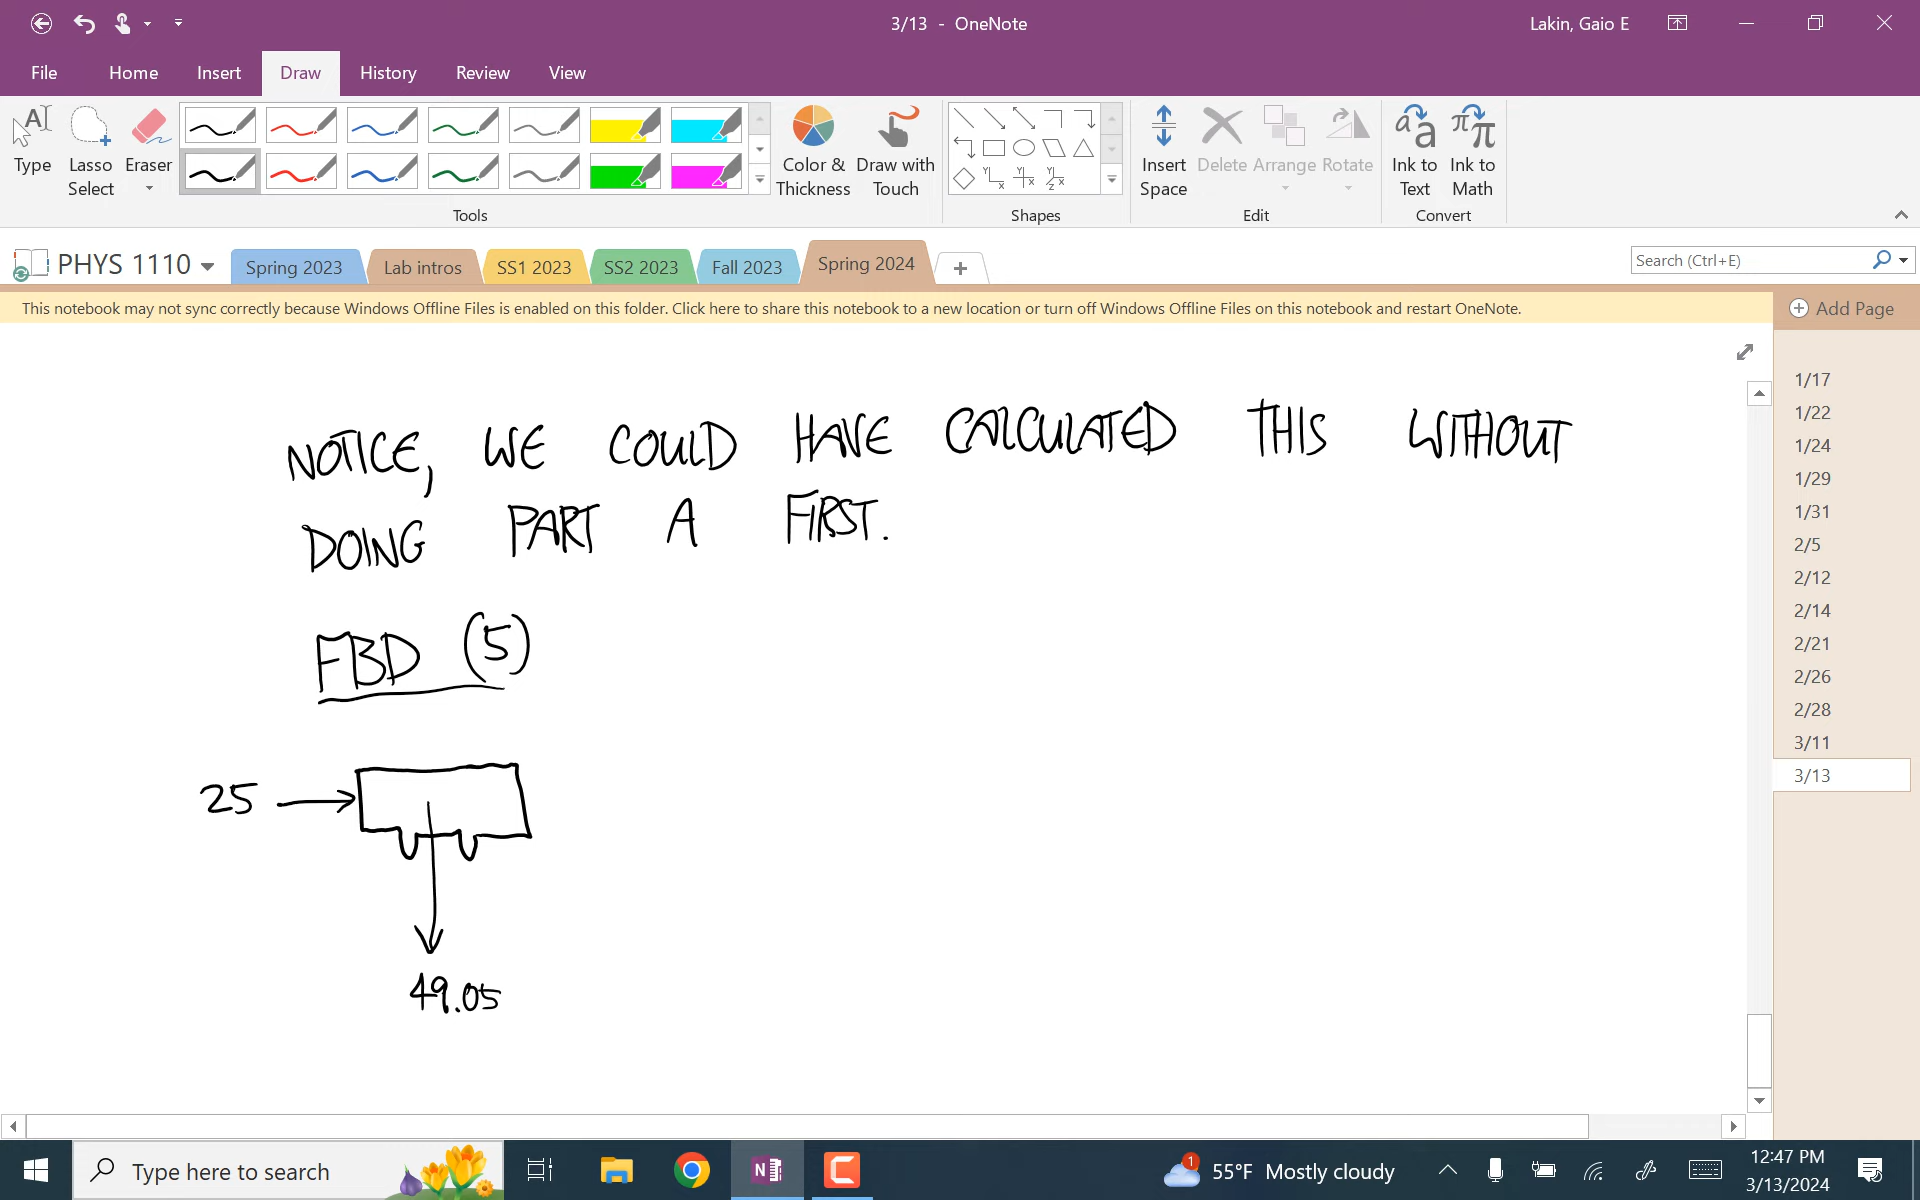 3/13 - OneNote
Lakin, Gaio E
File Home Insert Draw History Review View
Type
Lasso Select
Eraser
Color & Thickness
Draw with Touch
Insert Space
Delete
Arrange
Rotate
Ink to Text
Ink to Math
Tools
Shapes
Edit
Convert
PHYS 1110
Spring 2023 Lab intros SS1 2023 SS2 2023 Fall 2023 Spring 2024
Search (Ctrl+E)
This notebook may not sync correctly because Windows Offline Files is enabled on this folder. Click here to share this notebook to a new location or turn off Windows Offline Files on this notebook and restart OneNote.
Add Page
1/17
1/22
1/24
1/29
1/31
2/5
2/12
2/14
2/21
2/26
2/28
3/11
3/13
NOTICE, WE COULD HAVE CALCULATED THIS WITHOUT
DOING PART A FIRST.
FBD (5)
25
49.05
Type here to search
1
55°F Mostly cloudy
12:47 PM
3/13/2024